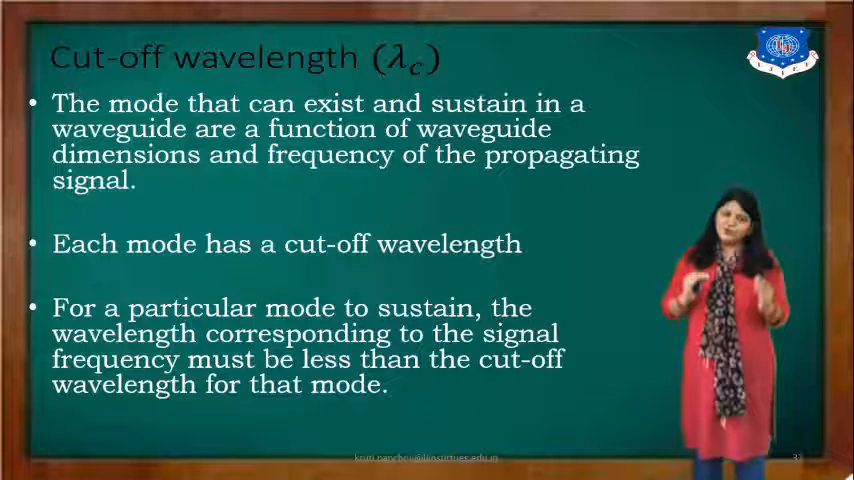 Cut-off wavelength (λc)
• The mode that can exist and sustain in a
waveguide are a function of waveguide
dimensions and frequency of the propagating
signal.
• Each mode has a cut-off wavelength
• For a particular mode to sustain, the
wavelength corresponding to the signal
frequency must be less than the cut-off
wavelength for that mode.